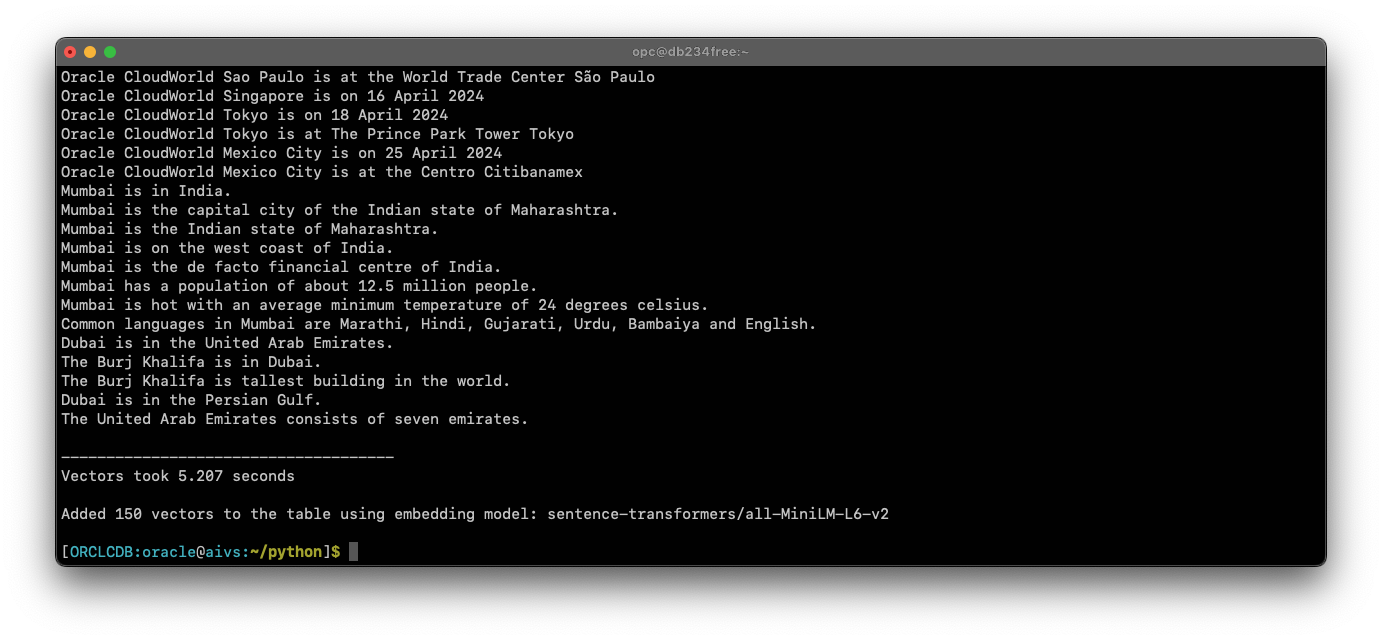 opc@db234free:~
Oracle CloudWorld Sao Paulo is at the World Trade Center São Paulo
Oracle CloudWorld Singapore is on 16 April 2024
Oracle CloudWorld Tokyo is on 18 April 2024
Oracle CloudWorld Tokyo is at The Prince Park Tower Tokyo
Oracle CloudWorld Mexico City is on 25 April 2024
Oracle CloudWorld Mexico City is at the Centro Citibanamex
Mumbai is in India.
Mumbai is the capital city of the Indian state of Maharashtra.
Mumbai is the Indian state of Maharashtra.
Mumbai is on the west coast of India.
Mumbai is the de facto financial centre of India.
Mumbai has a population of about 12.5 million people.
Mumbai is hot with an average minimum temperature of 24 degrees celsius.
Common languages in Mumbai are Marathi, Hindi, Gujarati, Urdu, Bambaiya and English.
Dubai is in the United Arab Emirates.
The Burj Khalifa is in Dubai.
The Burj Khalifa is tallest building in the world.
Dubai is in the Persian Gulf.
The United Arab Emirates consists of seven emirates.
-------------------------------------
Vectors took 5.207 seconds
Added 150 vectors to the table using embedding model: sentence-transformers/all-MiniLM-L6-v2
[ORCLCDB:oracle@aivs:~/python]$